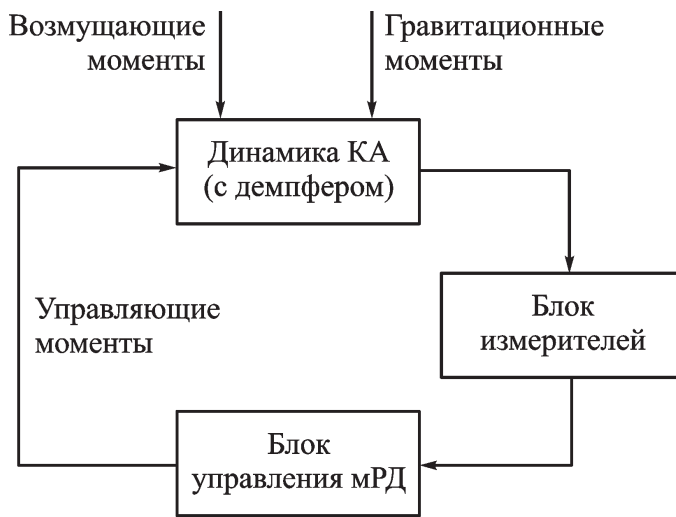 Возмущающие
моменты
Гравитационные
моменты
Динамика КА
(с демпфером)
Управляющие
моменты
Блок
измерителей
Блок
управления мРД